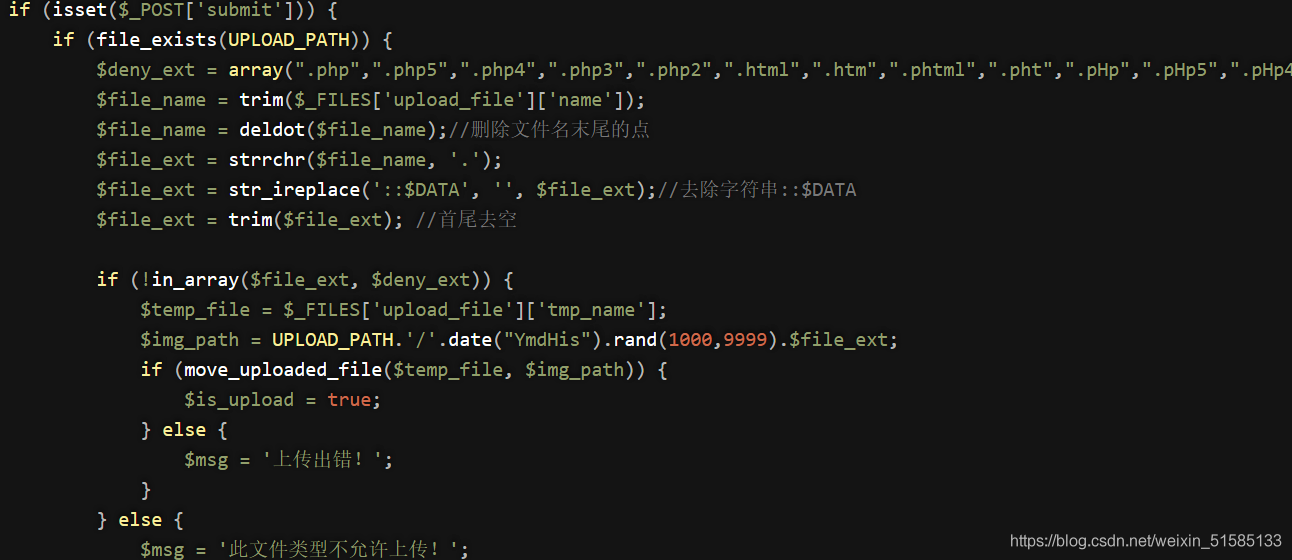 if (isset($_POST['submit'])) {
if (file_exists(UPLOAD_PATH)) {
$deny_ext = array(".php",".php5",".php4",".php3",".php2",".html",".htm",".phtml",".pht",".pHp",".pHp5",".pHp4
$file_name = trim($_FILES['upload_file']['name']);
$file_name = deldot($file_name);//删除文件名末尾的点
$file_ext = strrchr($file_name, '.');
$file_ext = str_ireplace('::$DATA', '', $file_ext);//去除字符串::$DATA
$file_ext = trim($file_ext); //首尾去空
if (!in_array($file_ext, $deny_ext)) {
$temp_file = $_FILES['upload_file']['tmp_name'];
$img_path = UPLOAD_PATH.'/'.date("YmdHis").rand(1000,9999).$file_ext;
if (move_uploaded_file($temp_file, $img_path)) {
$is_upload = true;
} else {
$msg = '上传出错！';
}
} else {
$msg = '此文件类型不允许上传！';
https://blog.csdn.net/weixin_51585133